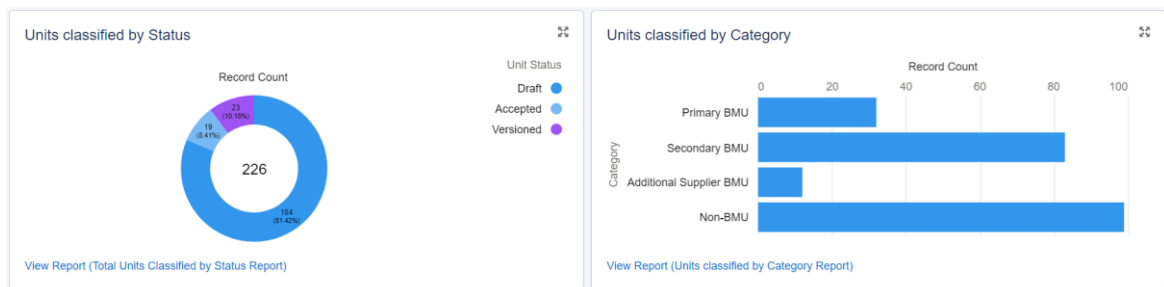 Units classified by Status
Record Count
Unit Status
Draft
Accepted
Versioned
23
(10.18%)
19
(8.41%)
226
184
(81.42%)
View Report (Total Units Classified by Status Report)
Units classified by Category
Record Count
0 20 40 60 80 100
Category
Primary BMU
Secondary BMU
Additional Supplier BMU
Non-BMU
View Report (Units classified by Category Report)